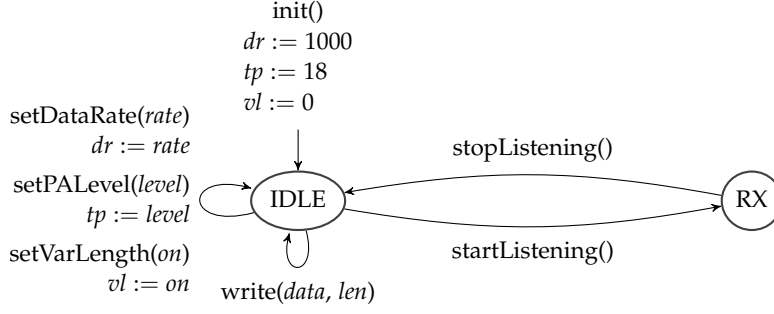 init()
dr := 1000
tp := 18
vl := 0
setDataRate(rate)
dr := rate
setPALevel(level)
tp := level
setVarLength(on)
vl := on
IDLE
write(data, len)
stopListening()
startListening()
RX